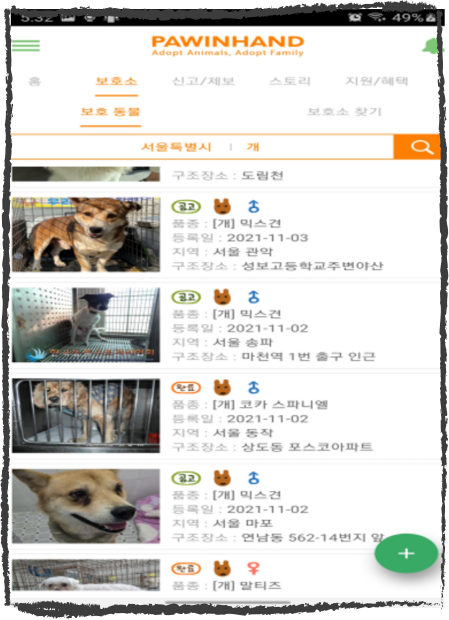 5:32
49%
PAWINHAND
Adopt Animals, Adopt Family
홈 보호소 신고/제보 스토리 지원/혜택
보호 동물 보호소 찾기
서울특별시 | 개
구조장소 : 도림천
공고
품종 : [개] 믹스견
등록일 : 2021-11-03
지역 : 서울 관악
구조장소 : 성보고등학교주변야산
공고
품종 : [개] 믹스견
등록일 : 2021-11-02
지역 : 서울 송파
구조장소 : 마천역 1번 출구 인근
완료
품종 : [개] 코카 스파니엘
등록일 : 2021-11-02
지역 : 서울 동작
구조장소 : 상도동 포스코아파트
공고
품종 : [개] 믹스견
등록일 : 2021-11-02
지역 : 서울 마포
구조장소 : 연남동 562-14번지 앞
완료
품종 : [개] 말티즈